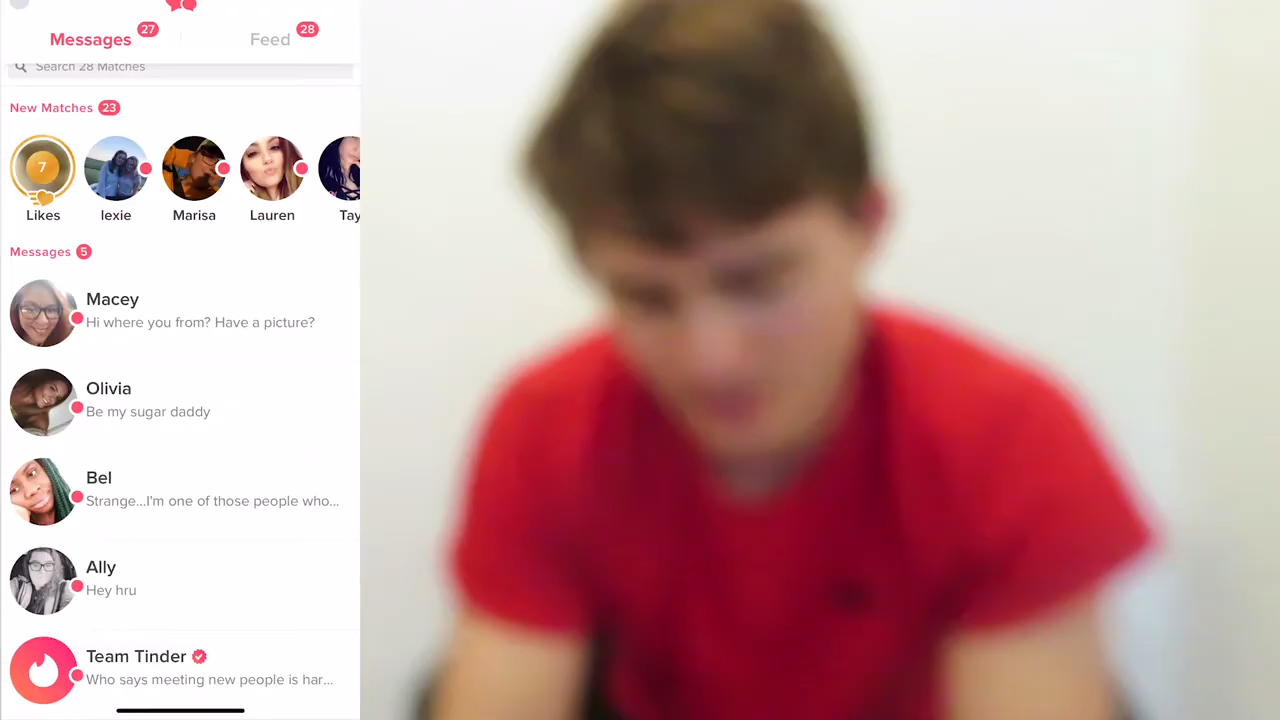 Messages 27
Feed 28
Search 28 Matches
New Matches 23
7
Likes
lexie
Marisa
Lauren
Tay
Messages 5
Macey
Hi where you from? Have a picture?
Olivia
Be my sugar daddy
Bel
Strange...I'm one of those people who...
Ally
Hey hru
Team Tinder
Who says meeting new people is har...